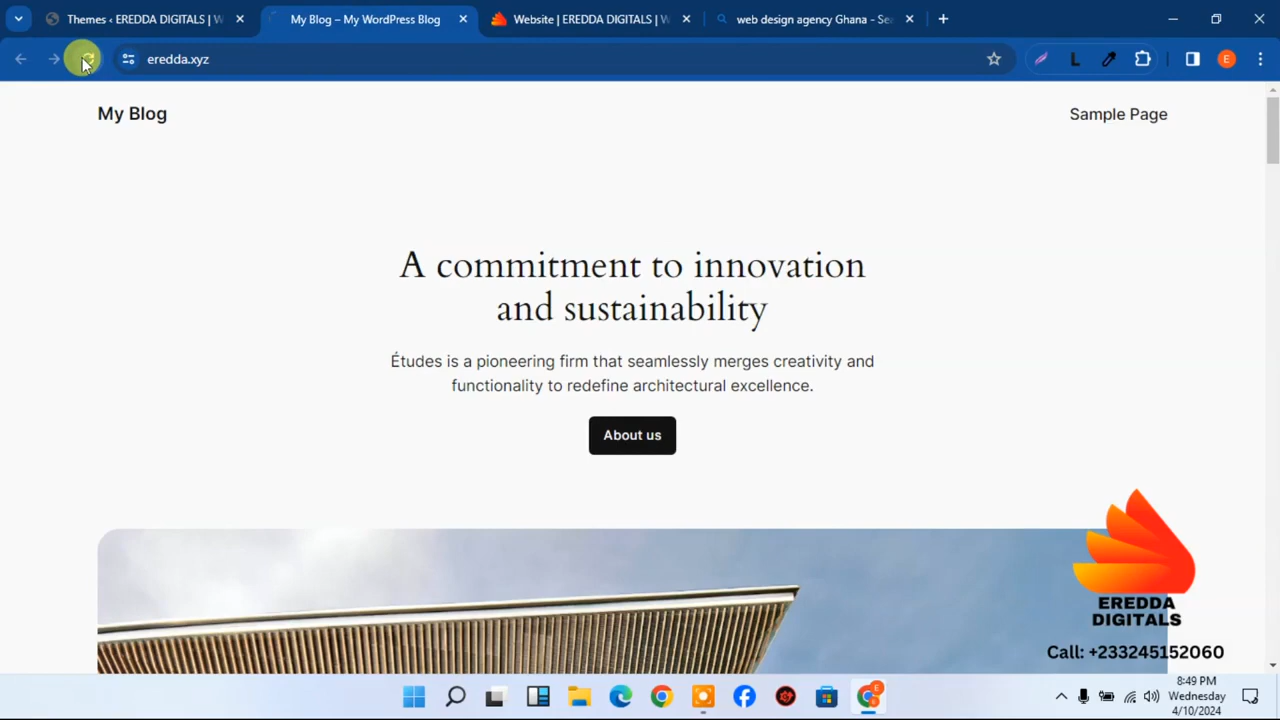 Themes ‹ EREDDA DIGITALS | W
My Blog – My WordPress Blog
Website | EREDDA DIGITALS | W
web design agency Ghana - Sea
eredda.xyz
L
E
My Blog
Sample Page
A commitment to innovation
and sustainability
Études is a pioneering firm that seamlessly merges creativity and
functionality to redefine architectural excellence.
About us
EREDDA
DIGITALS
Call: +233245152060
E
8:49 PM
Wednesday
4/10/2024